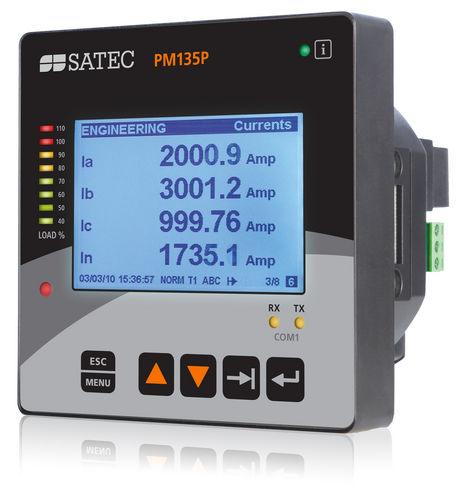 SATEC PM135P
i
ENGINEERING Currents
Ia 2000.9 Amp
Ib 3001.2 Amp
Ic 999.76 Amp
In 1735.1 Amp
03/03/10 15:36:57 NORM T1 ABC 3/8 6
110
100
90
80
70
60
50
40
LOAD %
RX TX
COM1
ESC
MENU